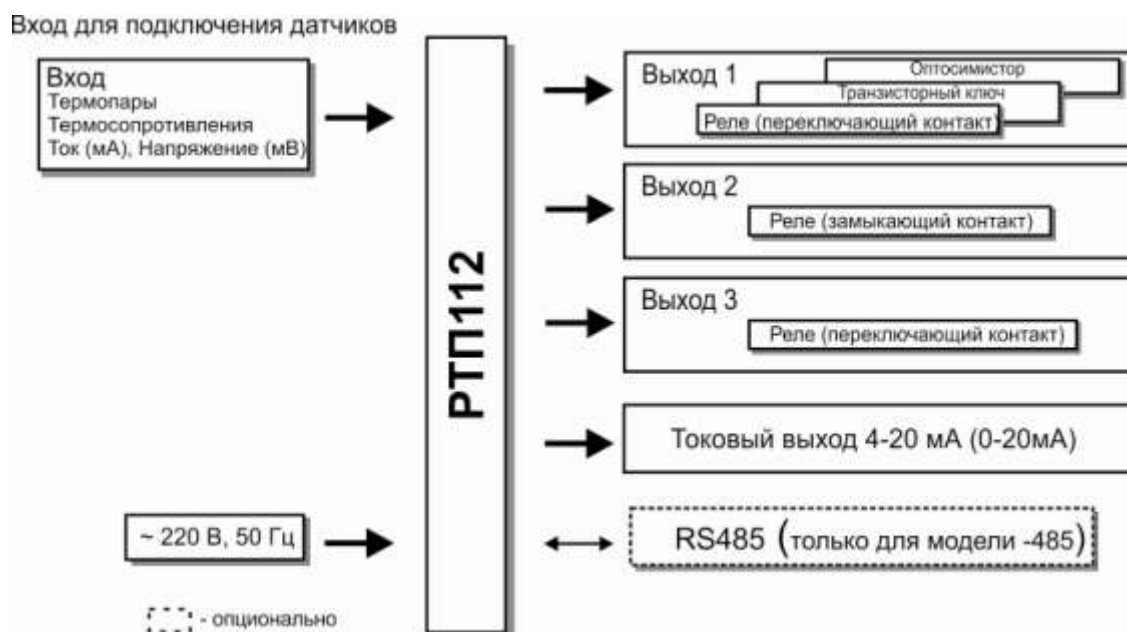 Вход для подключения датчиков
Вход
Термопары
Термосопротивления
Ток (мА), Напряжение (мВ)
~ 220 В, 50 Гц
- опционально
РТП112
Выход 1
Оптосимистор
Транзисторный ключ
Реле (переключающий контакт)
Выход 2
Реле (замыкающий контакт)
Выход 3
Реле (переключающий контакт)
Токовый выход 4-20 мА (0-20мА)
RS485 (только для модели -485)